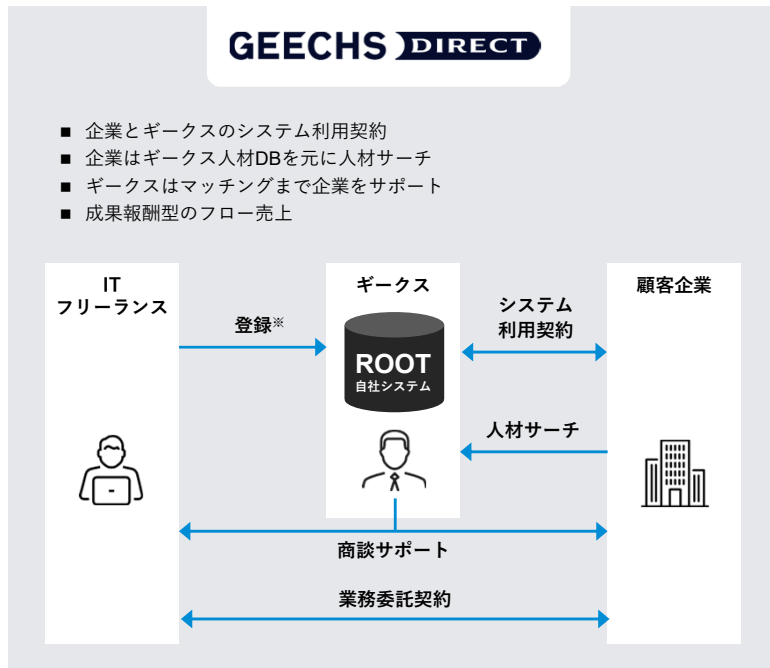 GEECHS DIRECT
■ 企業とギークスのシステム利用契約
■ 企業はギークス人材DBを元に人材サーチ
■ ギークスはマッチングまで企業をサポート
■ 成果報酬型のフロー売上
IT
フリーランス
ギークス
顧客企業
登録※
ROOT
自社システム
システム
利用契約
人材サーチ
商談サポート
業務委託契約